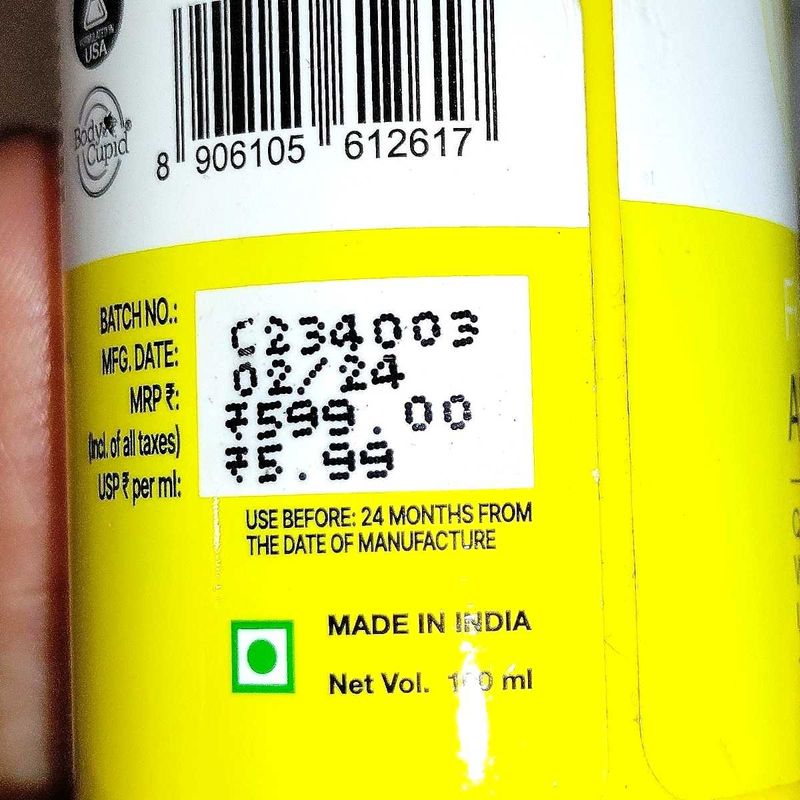 USA
Body
Cupid
8 906105 612617
BATCH NO.: C234003
MFG. DATE: 02/24
MRP ₹: ₹599.00
(Incl. of all taxes)
USP ₹ per ml: ₹5.99
USE BEFORE: 24 MONTHS FROM
THE DATE OF MANUFACTURE
MADE IN INDIA
Net Vol. 100 ml